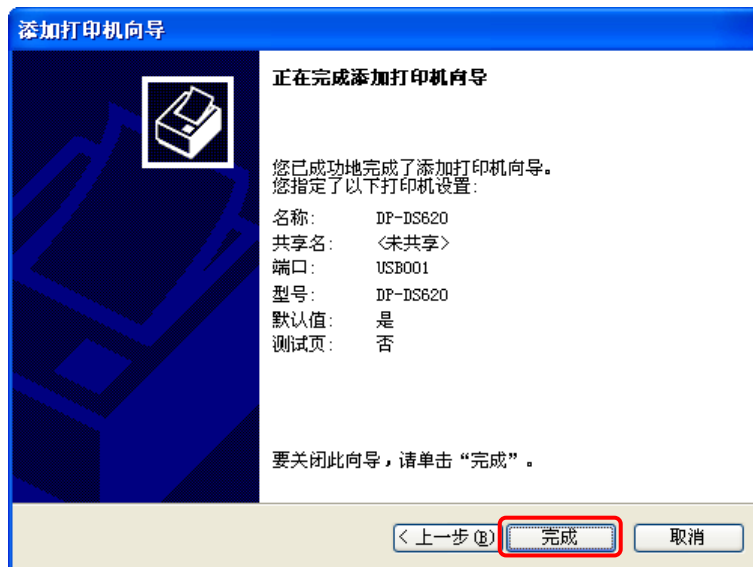 添加打印机向导
正在完成添加打印机向导
您已成功地完成了添加打印机向导。
您指定了以下打印机设置:
名称: DP-DS620
共享名: <未共享>
端口: USB001
型号: DP-DS620
默认值: 是
测试页: 否
要关闭此向导，请单击“完成”。
< 上一步(B) 完成 取消